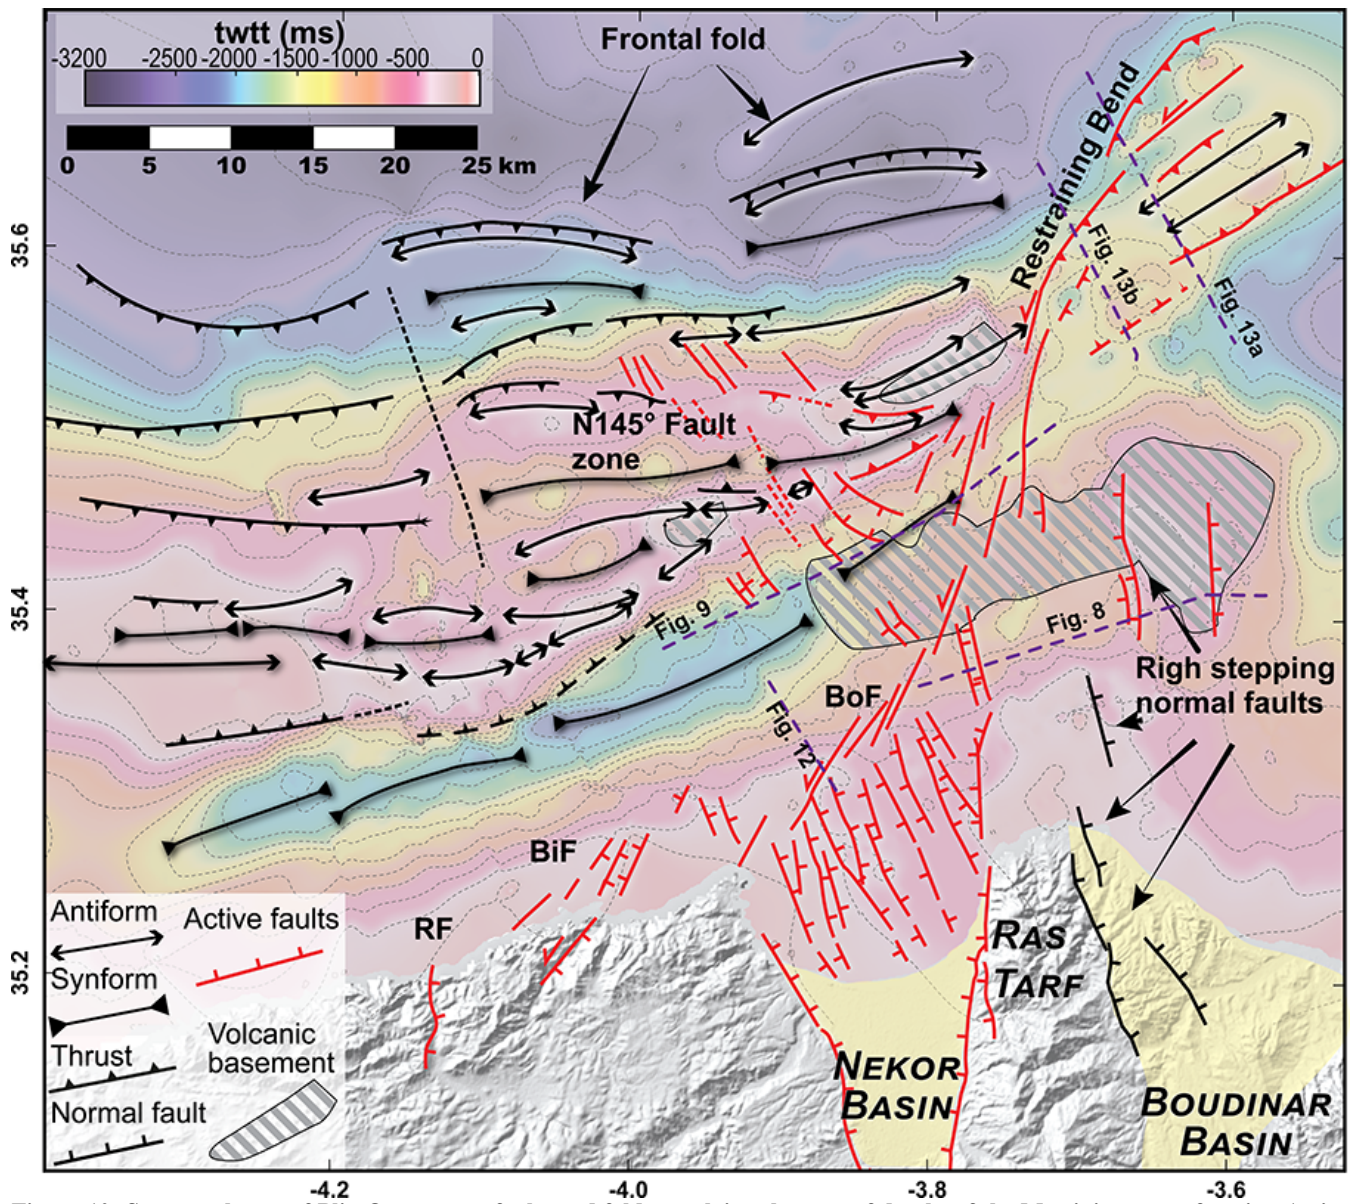 twtt (ms)
-3200 -2500 -2000 -1500 -1000 -500 0
0 5 10 15 20 25 km
Frontal fold
Restraining Bend
Fig. 13b
Fig. 13a
35.6
N145° Fault
zone
35.4
Fig. 9
Fig. 8
Righ stepping
normal faults
BoF
Fig. 12
BiF
RF
Antiform
Active faults
Synform
Volcanic
basement
Thrust
Normal fault
35.2
RAS
TARF
NEKOR
BASIN
BOUDINAR
BASIN
-4.2 -4.0 -3.8 -3.6